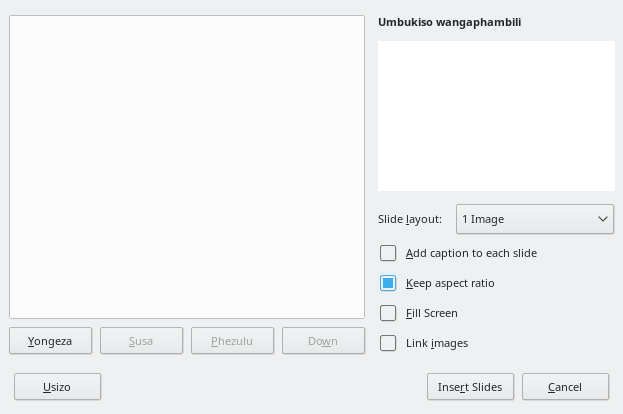 Umbukiso wangaphambili
Slide layout: 1 Image
Add caption to each slide
Keep aspect ratio
Fill Screen
Link images
Yongeza Susa Phezulu Down
Usizo Insert Slides Cancel